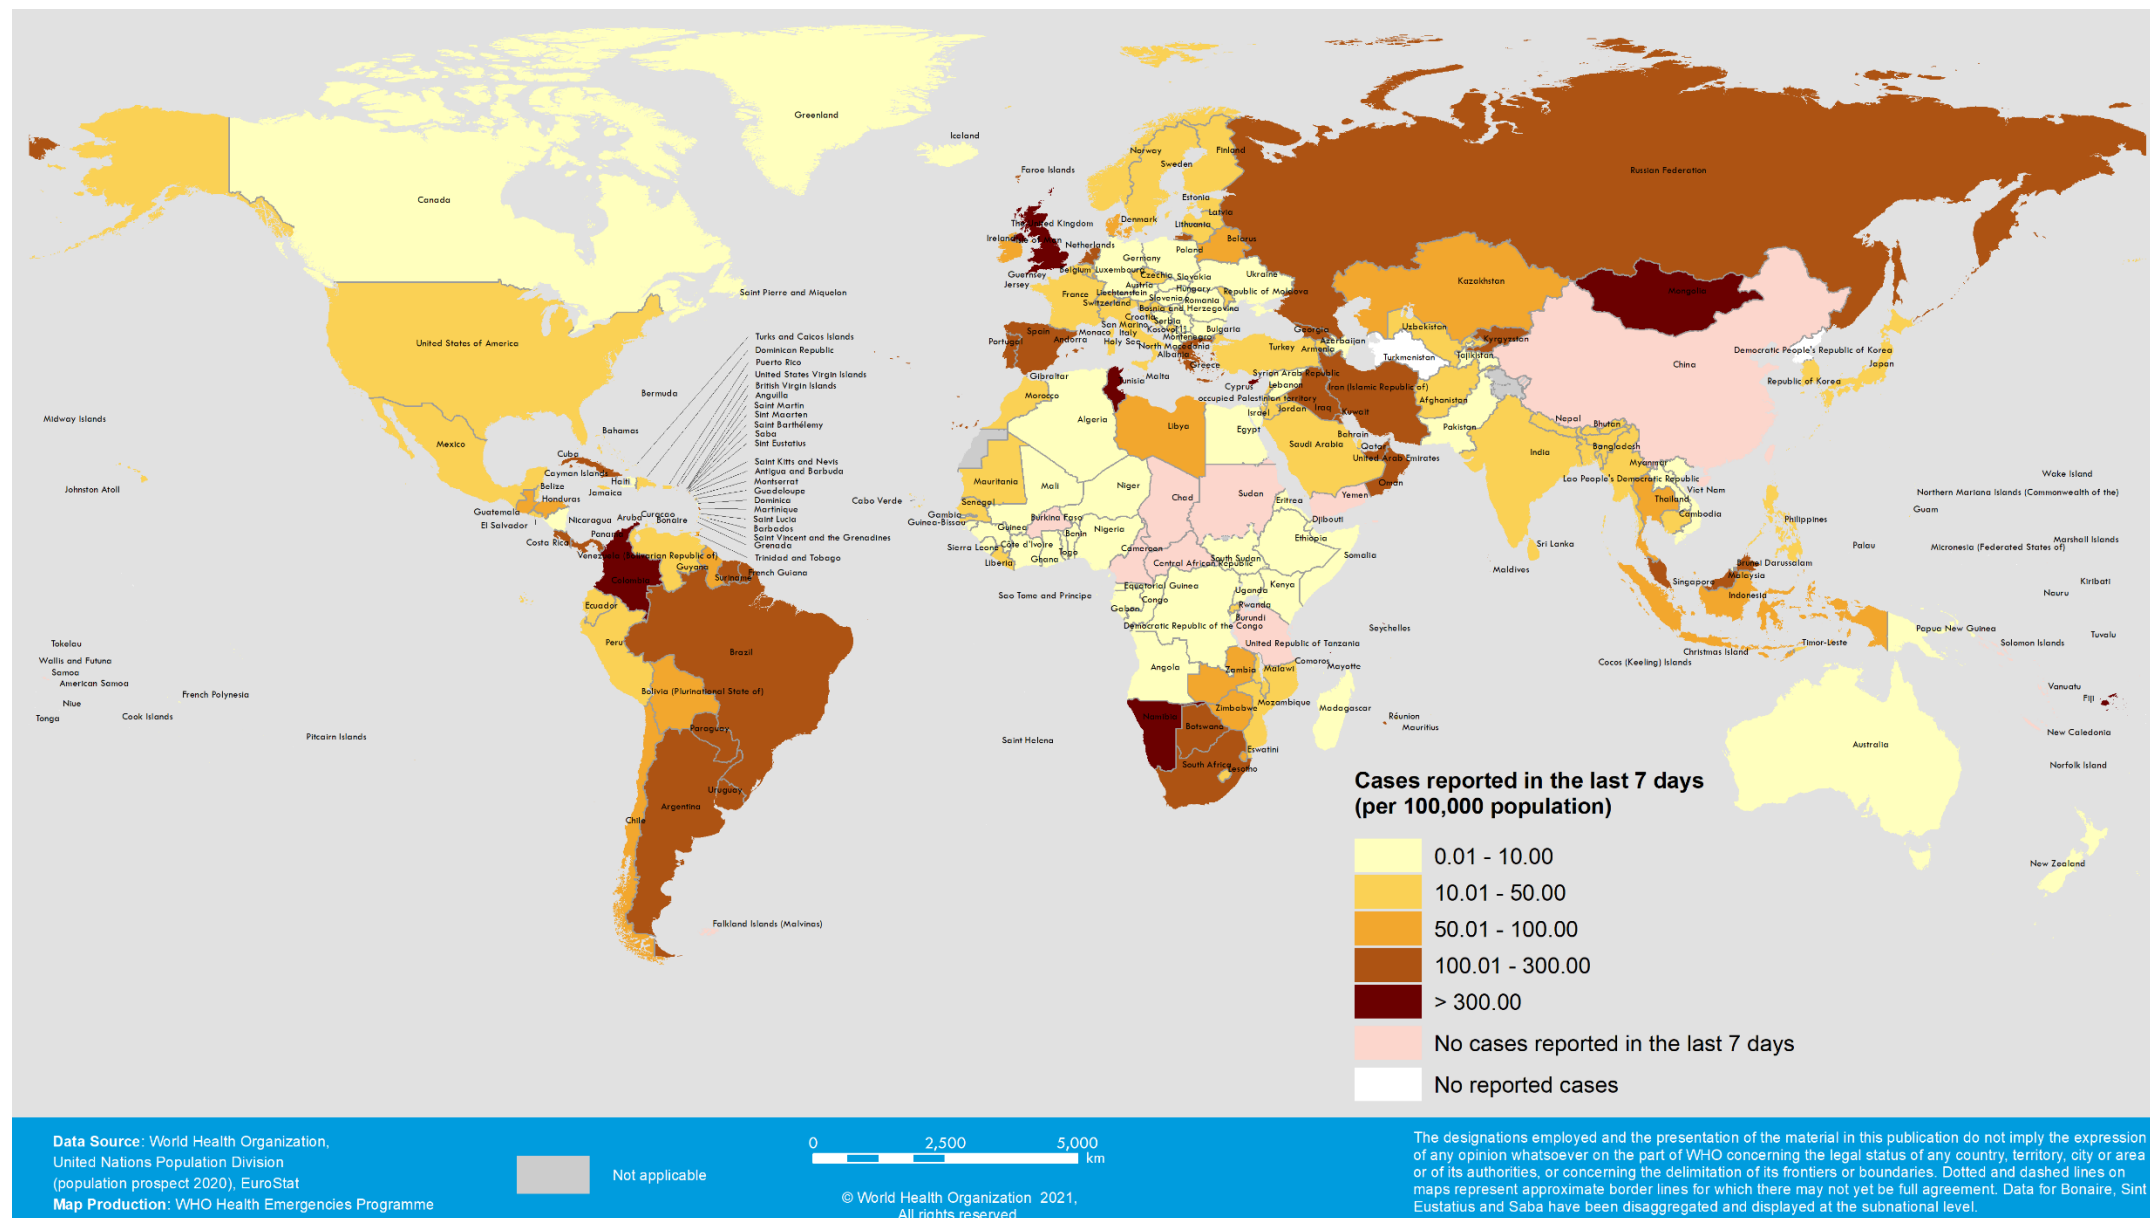 Greenland
Iceland
Faroe Islands
Norway
Finland
Sweden
Russian Federation
Canada
Estonia
Latvia
Denmark
Lithuania
The United Kingdom
Ireland
Isle of Man
Belarus
Netherlands
Poland
Germany
Guernsey
Belgium
Luxembourg
Czechia
Slovakia
Ukraine
Jersey
Austria
Hungary
Kazakhstan
Saint Pierre and Miquelon
France
Liechtenstein
Slovenia
Romania
Republic of Moldova
Mongolia
Switzerland
Bosnia and Herzegovina
Croatia
Serbia
San Marino
Kosovo[1]
Bulgaria
Uzbekistan
Spain
Monaco
Italy
Montenegro
Georgia
Kyrgyzstan
Portugal
Andorra
Holy See
North Macedonia
Azerbaijan
Turks and Caicos Islands
United States of America
Albania
Turkey
Armenia
Turkmenistan
Tajikistan
Democratic People's Republic of Korea
Dominican Republic
Greece
China
Japan
Puerto Rico
Gibraltar
Tunisia
Malta
Syrian Arab Republic
Republic of Korea
United States Virgin Islands
Cyprus
Lebanon
Iran (Islamic Republic of)
British Virgin Islands
Bermuda
Anguilla
Morocco
occupied Palestinian territory
Afghanistan
Saint Martin
Israel
Jordan
Iraq
Kuwait
Midway Islands
Sint Maarten
Algeria
Libya
Egypt
Pakistan
Nepal
Bhutan
Saint Barthélemy
Bahamas
Saba
Bahrain
Mexico
Sint Eustatius
Saudi Arabia
Qatar
Bangladesh
Cuba
United Arab Emirates
India
Saint Kitts and Nevis
Myanmar
Cayman Islands
Antigua and Barbuda
Wake Island
Haiti
Montserrat
Mauritania
Mali
Niger
Oman
Lao People's Democratic Republic
Johnston Atoll
Belize
Jamaica
Guadeloupe
Chad
Sudan
Yemen
Viet Nam
Northern Mariana Islands (Commonwealth of the)
Honduras
Dominica
Cabo Verde
Senegal
Eritrea
Thailand
Guatemala
Martinique
Gambia
Guam
Nicaragua
Aruba
Curacao
Bonaire
Saint Lucia
Guinea-Bissau
Burkina Faso
Djibouti
Cambodia
Philippines
El Salvador
Barbados
Guinea
Nigeria
Benin
Panama
Saint Vincent and the Grenadines
Ethiopia
Marshall Islands
Costa Rica
Grenada
Sierra Leone
Côte d'Ivoire
Togo
Cameroon
Sri Lanka
Palau
Micronesia (Federated States of)
Venezuela (Bolivarian Republic of)
Trinidad and Tobago
Ghana
South Sudan
Somalia
Liberia
Central African Republic
Guyana
Suriname
French Guiana
Maldives
Brunei Darussalam
Colombia
Equatorial Guinea
Kenya
Singapore
Malaysia
Kiribati
Sao Tome and Principe
Uganda
Indonesia
Nauru
Ecuador
Gabon
Congo
Rwanda
Burundi
Democratic Republic of the Congo
Seychelles
Papua New Guinea
Tuvalu
Tokelau
Peru
United Republic of Tanzania
Timor-Leste
Solomon Islands
Brazil
Christmas Island
Wallis and Futuna
Comoros
Cocos (Keeling) Islands
Samoa
Angola
Zambia
Malawi
Mayotte
American Samoa
French Polynesia
Bolivia (Plurinational State of)
Vanuatu
Niue
Mozambique
Fiji
Tonga
Cook Islands
Namibia
Zimbabwe
Madagascar
Réunion
Botswana
Mauritius
Pitcairn Islands
Paraguay
Saint Helena
Eswatini
New Caledonia
Australia
South Africa
Lesotho
Norfolk Island
Uruguay
Argentina
Chile
New Zealand
Falkland Islands (Malvinas)
Cases reported in the last 7 days
(per 100,000 population)
0.01 - 10.00
10.01 - 50.00
50.01 - 100.00
100.01 - 300.00
> 300.00
No cases reported in the last 7 days
No reported cases
Data Source: World Health Organization,
United Nations Population Division
(population prospect 2020), EuroStat
Map Production: WHO Health Emergencies Programme
Not applicable
0 2,500 5,000
km
© World Health Organization 2021,
All rights reserved
The designations employed and the presentation of the material in this publication do not imply the expression
of any opinion whatsoever on the part of WHO concerning the legal status of any country, territory, city or area
or of its authorities, or concerning the delimitation of its frontiers or boundaries. Dotted and dashed lines on
maps represent approximate border lines for which there may not yet be full agreement. Data for Bonaire, Sint
Eustatius and Saba have been disaggregated and displayed at the subnational level.